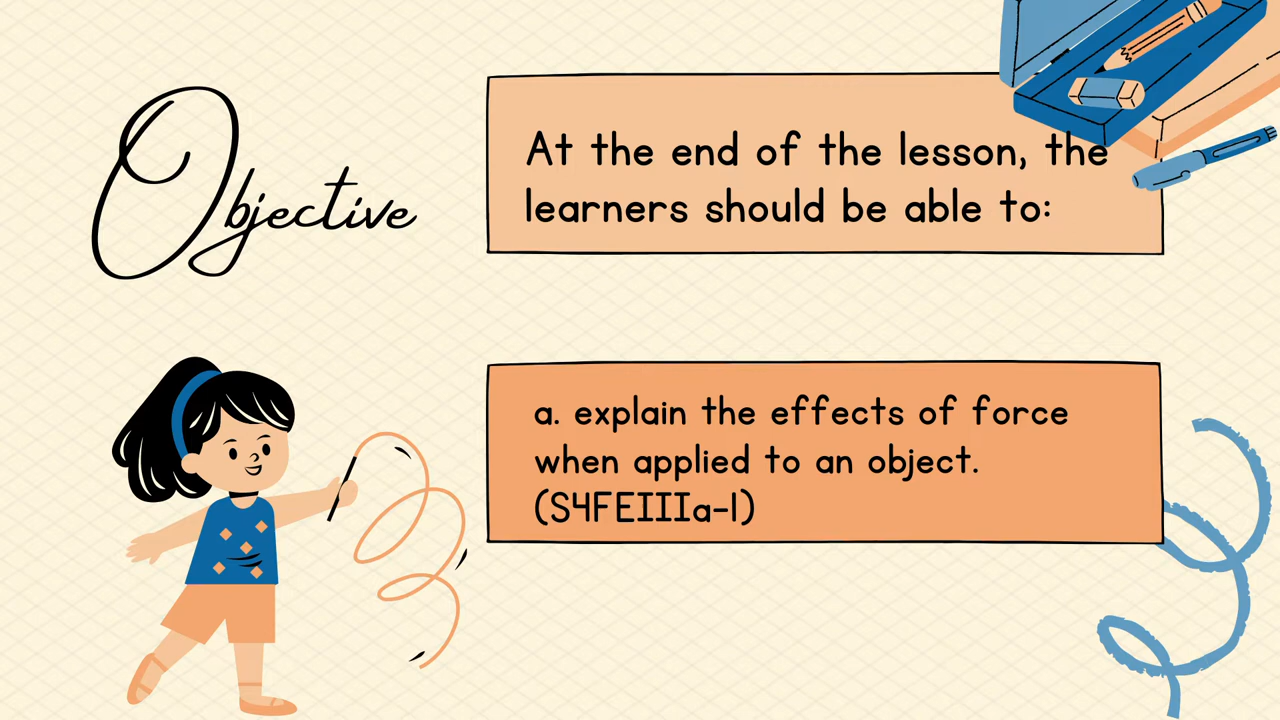 Objective
At the end of the lesson, the
learners should be able to:
a. explain the effects of force
when applied to an object.
(S4FEIIIa-1)